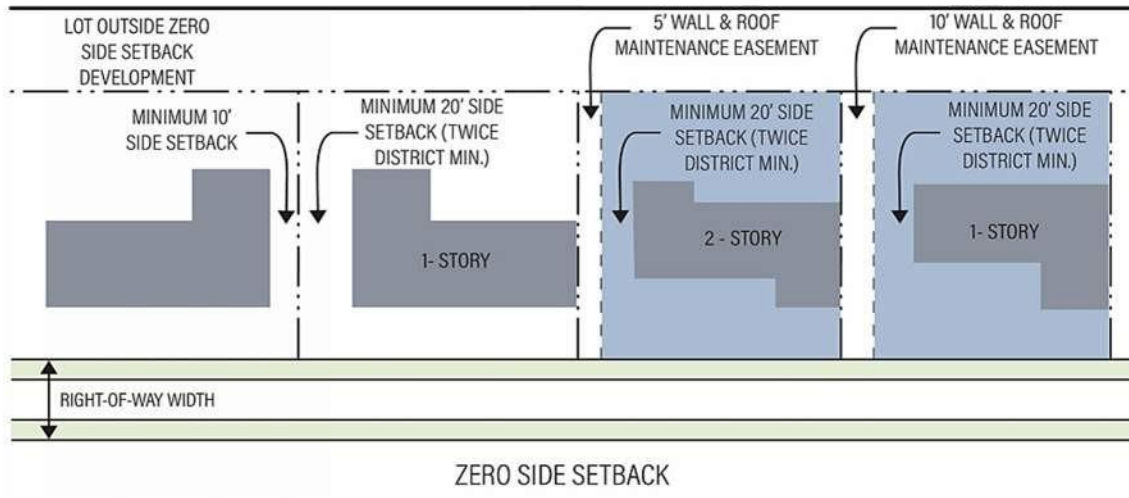 LOT OUTSIDE ZERO
SIDE SETBACK
DEVELOPMENT
5' WALL & ROOF
MAINTENANCE EASEMENT
10' WALL & ROOF
MAINTENANCE EASEMENT
MINIMUM 10'
SIDE SETBACK
MINIMUM 20' SIDE
SETBACK (TWICE
DISTRICT MIN.)
MINIMUM 20' SIDE
SETBACK (TWICE
DISTRICT MIN.)
MINIMUM 20' SIDE
SETBACK (TWICE
DISTRICT MIN.)
1- STORY
2 - STORY
1- STORY
RIGHT-OF-WAY WIDTH
ZERO SIDE SETBACK